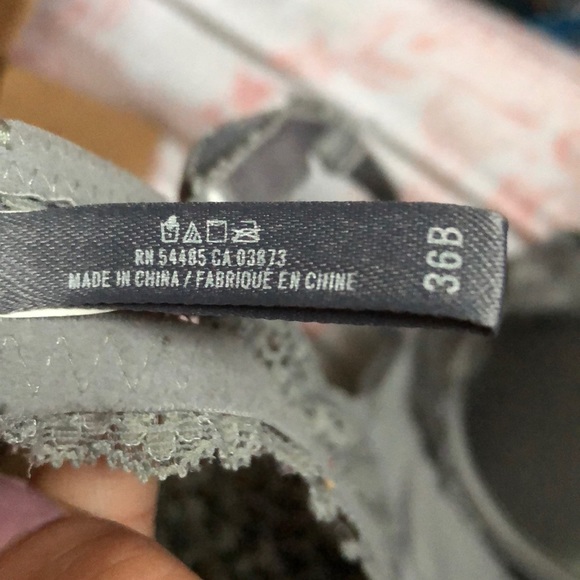 RN 54485 CA 03873
MADE IN CHINA / FABRIQUÉ EN CHINE
36B